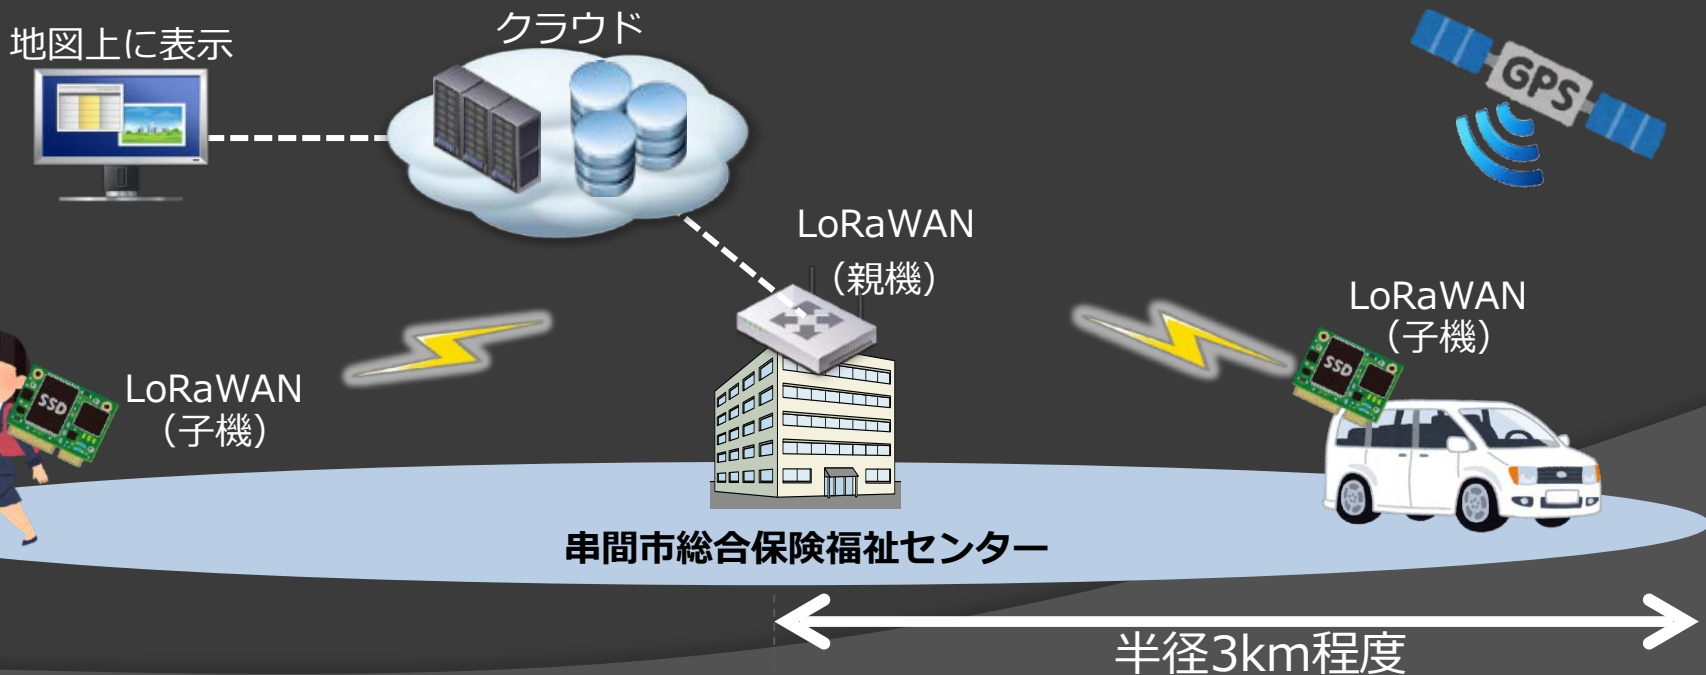 地図上に表示
クラウド
GPS
LoRaWAN
（親機）
LoRaWAN
（子機）
SSD
LoRaWAN
（子機）
SSD
串間市総合保険福祉センター
半径3km程度